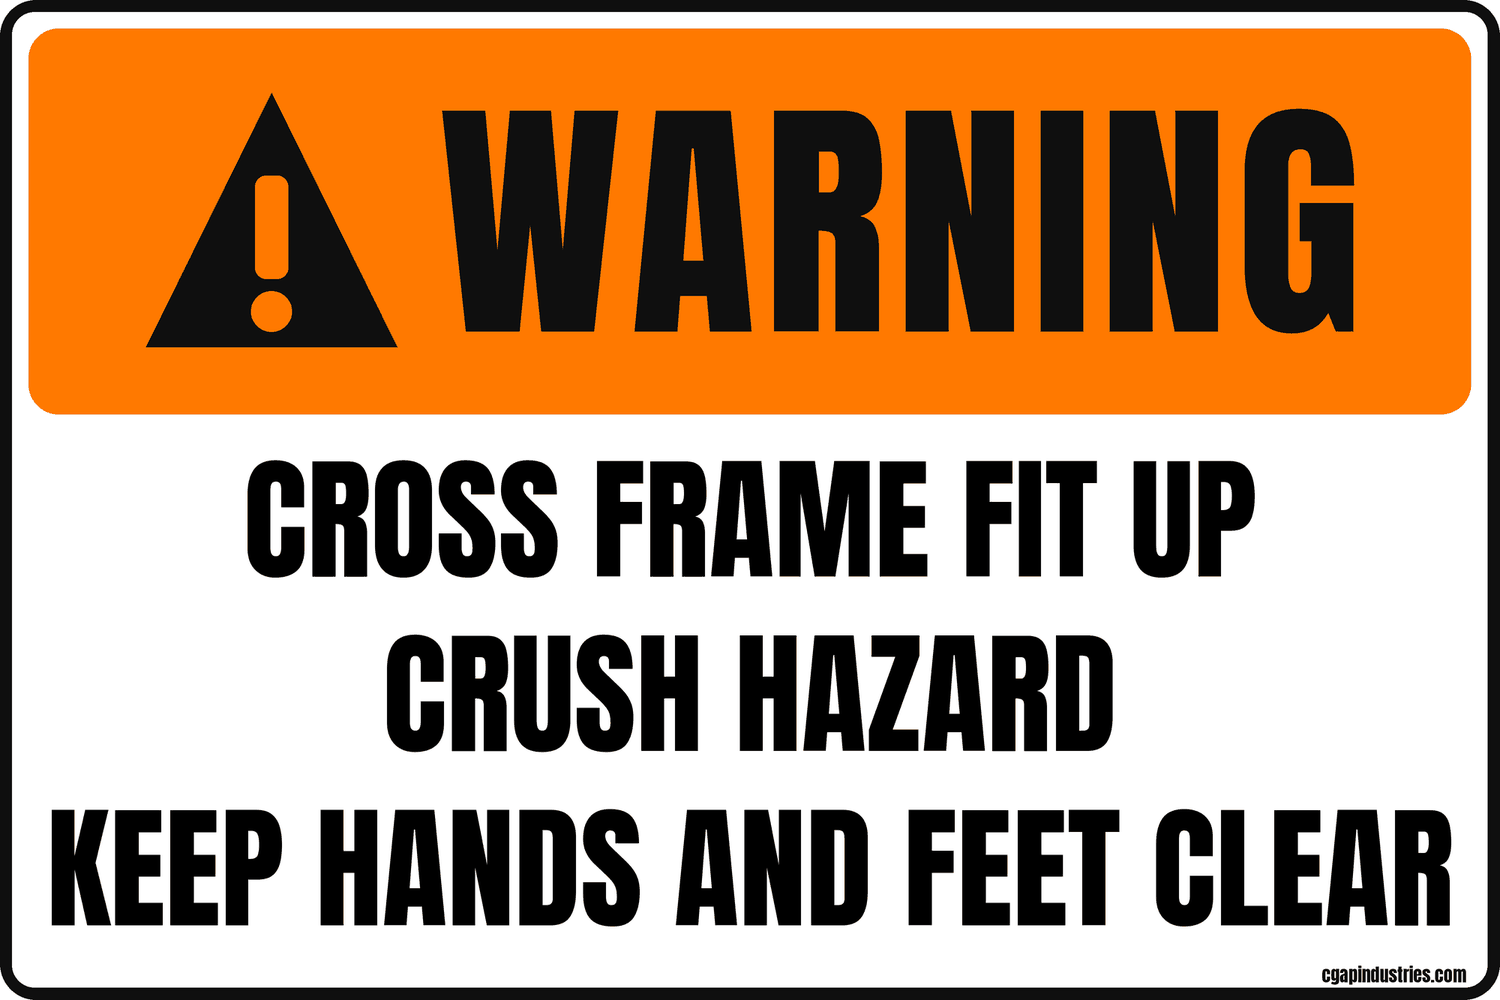 WARNING
CROSS FRAME FIT UP
CRUSH HAZARD
KEEP HANDS AND FEET CLEAR
cgapindustries.com